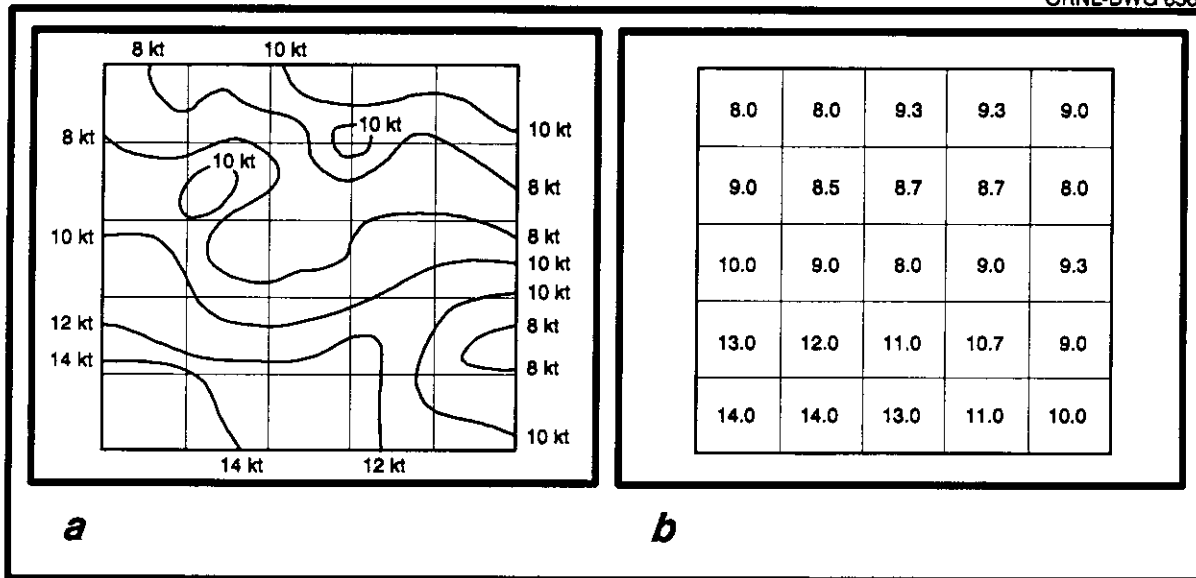 8 kt 10 kt
10 kt 10 kt
8 kt
10 kt
8 kt
10 kt 8 kt
10 kt
10 kt
12 kt 8 kt
14 kt
8 kt
10 kt
14 kt 12 kt
a
8.0 8.0 9.3 9.3 9.0
9.0 8.5 8.7 8.7 8.0
10.0 9.0 8.0 9.0 9.3
13.0 12.0 11.0 10.7 9.0
14.0 14.0 13.0 11.0 10.0
b